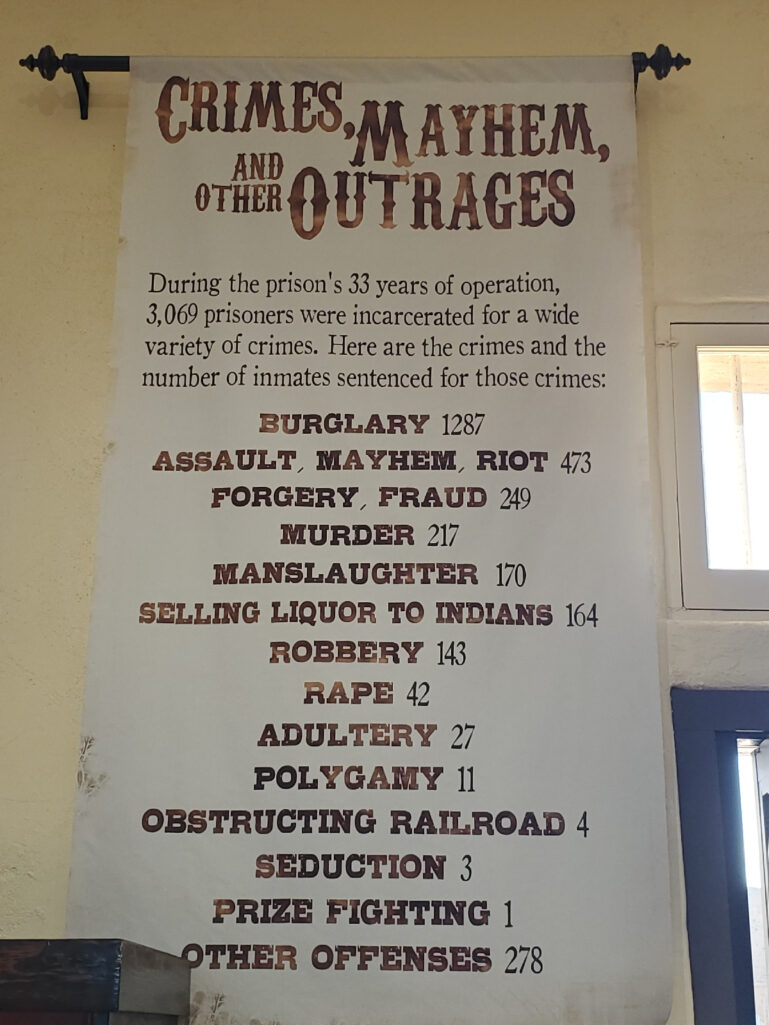 CRIMES, MAYHEM,
AND OTHER OUTRAGES
During the prison's 33 years of operation,
3,069 prisoners were incarcerated for a wide
variety of crimes. Here are the crimes and the
number of inmates sentenced for those crimes:
BURGLARY 1287
ASSAULT, MAYHEM, RIOT 473
FORGERY, FRAUD 249
MURDER 217
MANSLAUGHTER 170
SELLING LIQUOR TO INDIANS 164
ROBBERY 143
RAPE 42
ADULTERY 27
POLYGAMY 11
OBSTRUCTING RAILROAD 4
SEDUCTION 3
PRIZE FIGHTING 1
OTHER OFFENSES 278